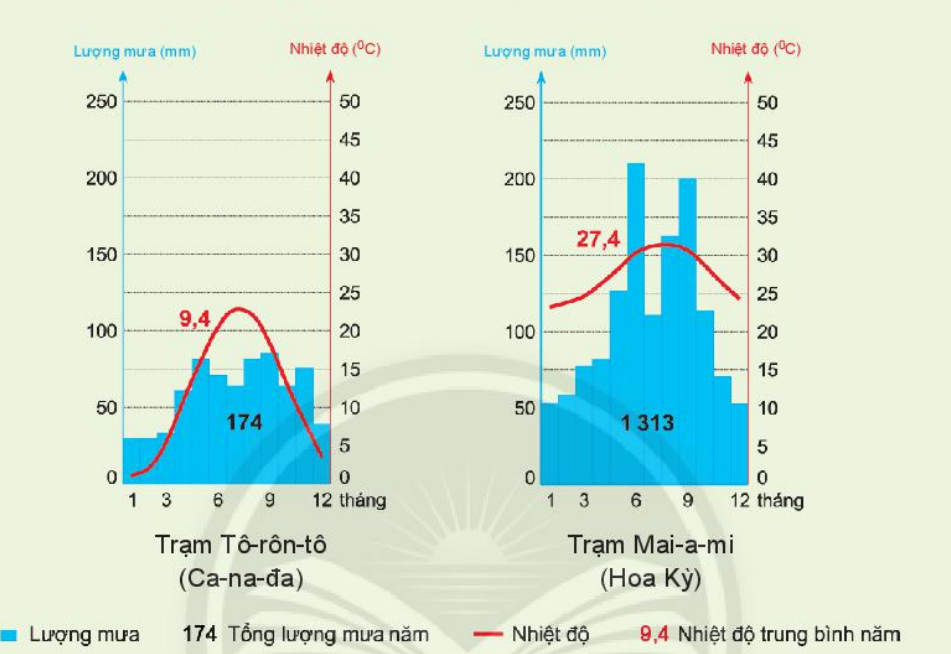 Lượng mưa (mm) Nhiệt độ (⁰C)
250 50
45
200 40
35
150 30
25
9,4
100 20
15
50 10
174
5
0 0
1 3 6 9 12 tháng
Trạm Tô-rôn-tô
(Ca-na-đa)
Lượng mưa (mm) Nhiệt độ (⁰C)
250 50
45
200 40
35
27,4
150 30
25
100 20
15
50 10
1 313
5
0 0
1 3 6 9 12 tháng
Trạm Mai-a-mi
(Hoa Kỳ)
Lượng mưa 174 Tổng lượng mưa năm Nhiệt độ 9,4 Nhiệt độ trung bình năm